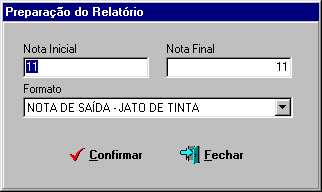 Preparação do Relatório
Nota Inicial Nota Final
11 11
Formato
NOTA DE SAÍDA - JATO DE TINTA
Confirmar Fechar